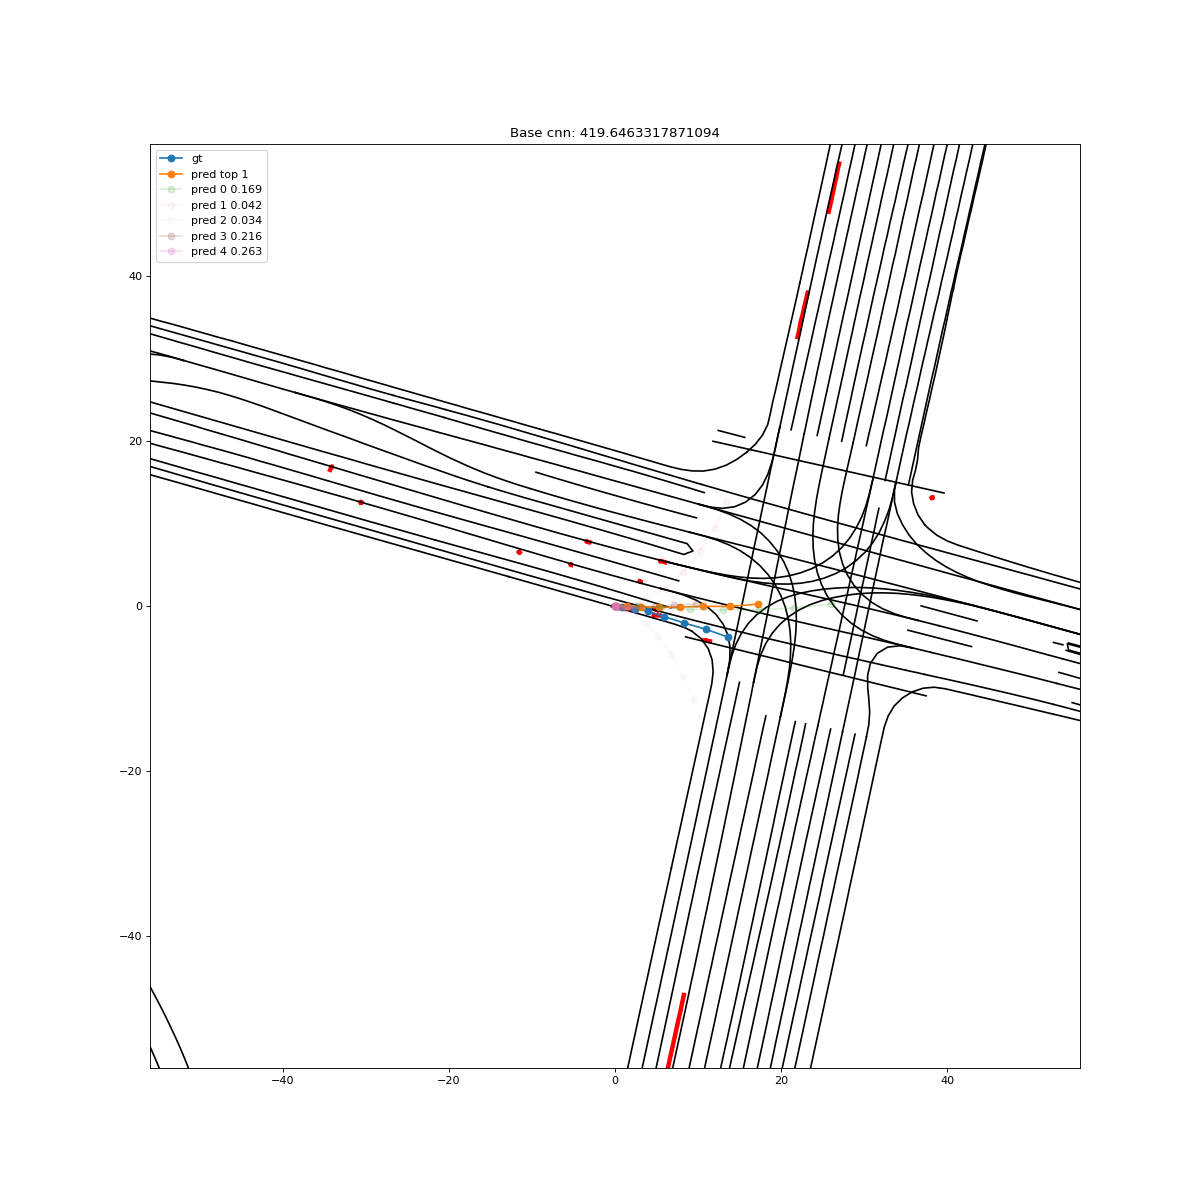 Base cnn: 419.6463317871094
gt
pred top 1
pred 0 0.169
pred 1 0.042
pred 2 0.034
pred 3 0.216
pred 4 0.263
40
20
0
−20
−40
−40
−20
0
20
40